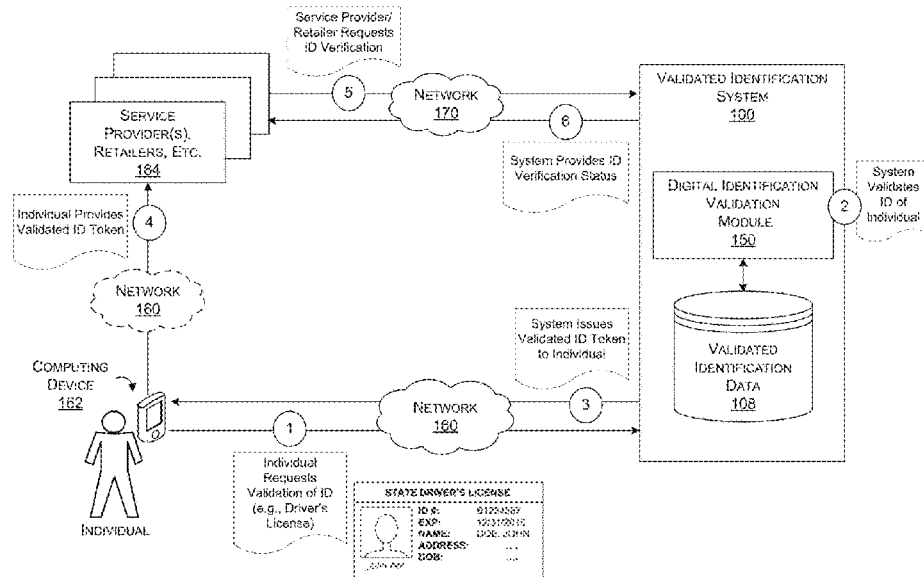 Service Provider/
Retailer Requests
ID Verification
5
NETWORK
170
6
System Provides ID
Verification Status
VALIDATED IDENTIFICATION
SYSTEM
100
DIGITAL IDENTIFICATION
VALIDATION
MODULE
150
2
System
Validates
ID of
Individual
VALIDATED
IDENTIFICATION
DATA
108
SERVICE
PROVIDER(S),
RETAILERS, ETC.
184
Individual Provides
Validated ID Token
4
NETWORK
160
COMPUTING
DEVICE
162
INDIVIDUAL
System Issues
Validated ID Token
to Individual
3
NETWORK
160
1
Individual
Requests
Validation of ID
(e.g., Driver's
License)
STATE DRIVER'S LICENSE
ID #:
EXP:
NAME: DOE, JOHN
ADDRESS: ....
DOB: ....